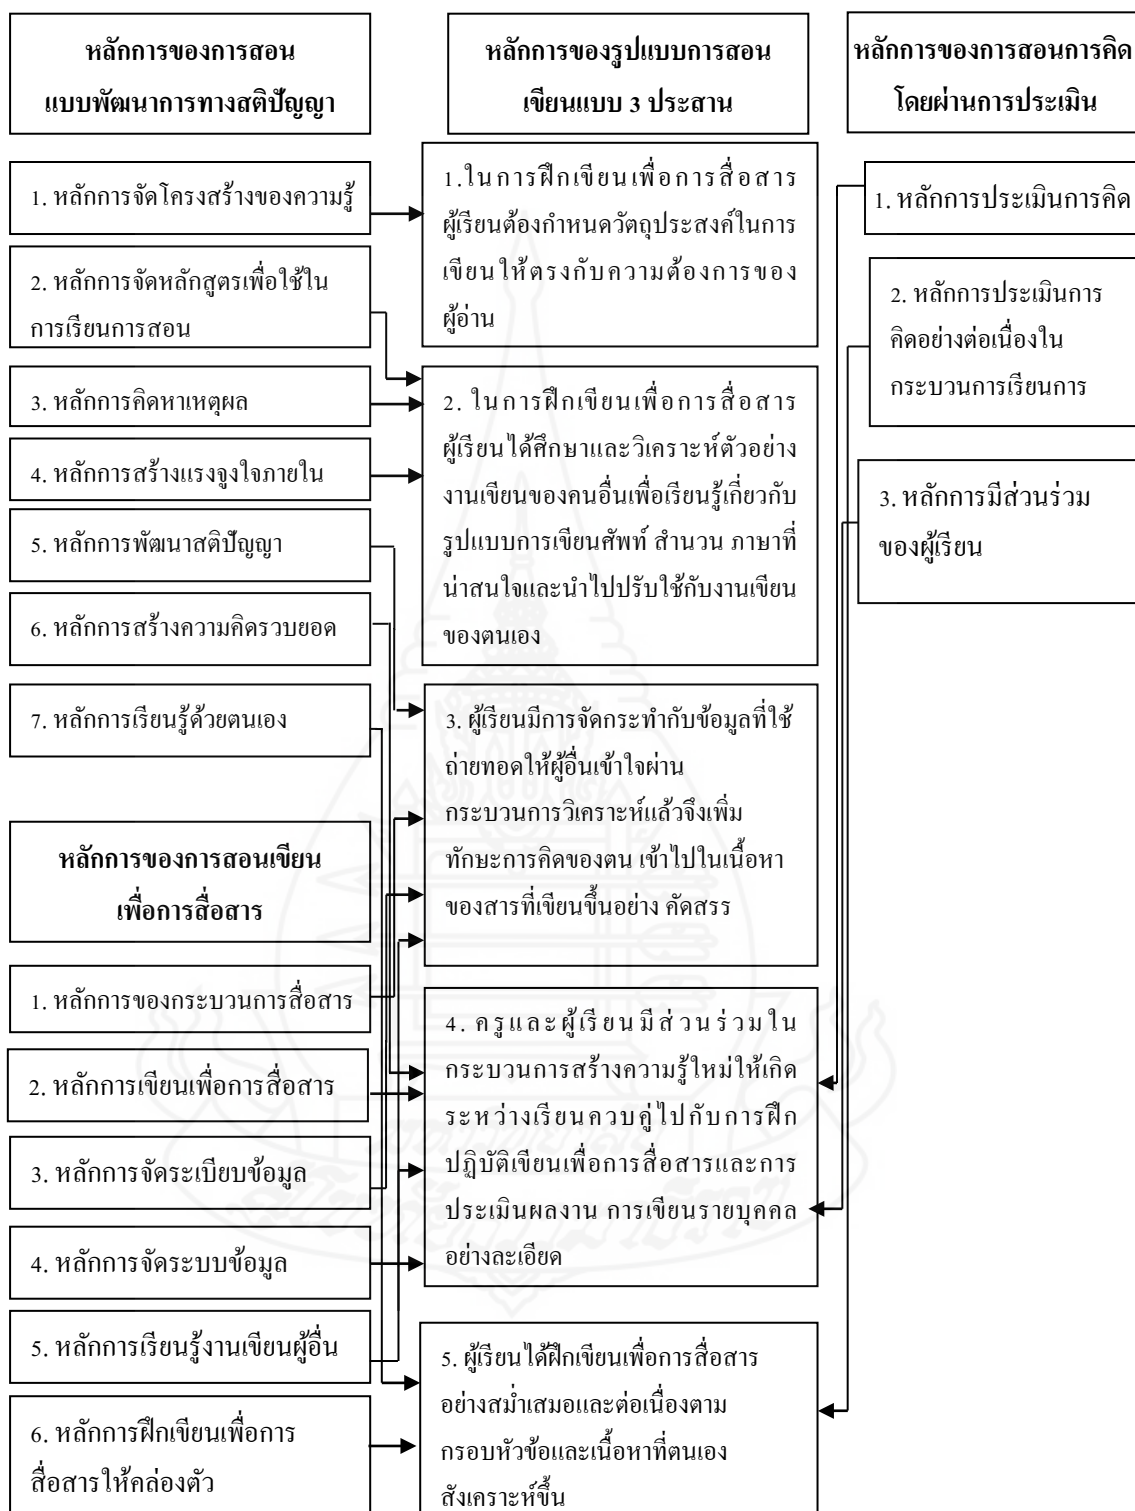 หลักการของการสอน
แบบพัฒนาการทางสติปัญญา
1. หลักการจัดโครงสร้างของความรู้
2. หลักการจัดหลักสูตรเพื่อใช้ใน
การเรียนการสอน
3. หลักการคิดหาเหตุผล
4. หลักการสร้างแรงจูงใจภายใน
5. หลักการพัฒนาสติปัญญา
6. หลักการสร้างความคิดรวบยอด
7. หลักการเรียนรู้ด้วยตนเอง
หลักการของการสอนเขียน
เพื่อการสื่อสาร
1. หลักการของกระบวนการสื่อสาร
2. หลักการเขียนเพื่อการสื่อสาร
3. หลักการจัดระเบียบข้อมูล
4. หลักการจัดระบบข้อมูล
5. หลักการเรียนรู้งานเขียนผู้อื่น
6. หลักการฝึกเขียนเพื่อการ
สื่อสารให้คล่องตัว
หลักการของรูปแบบการสอน
เขียนแบบ 3 ประสาน
1.ในการฝึกเขียนเพื่อการสื่อสาร
ผู้เรียนต้องกำหนดวัตถุประสงค์ในการ
เขียนให้ตรงกับความต้องการของ
ผู้อ่าน
2. ในการฝึกเขียนเพื่อการสื่อสาร
ผู้เรียนได้ศึกษาและวิเคราะห์ตัวอย่าง
งานเขียนของคนอื่นเพื่อเรียนรู้เกี่ยวกับ
รูปแบบการเขียนศัพท์ สำนวน ภาษาที่
น่าสนใจและนำไปปรับใช้กับงานเขียน
ของตนเอง
3. ผู้เรียนมีการจัดกระทำกับข้อมูลที่ใช้
ถ่ายทอดให้ผู้อื่นเข้าใจผ่าน
กระบวนการวิเคราะห์แล้วจึงเพิ่ม
ทักษะการคิดของตน เข้าไปในเนื้อหา
ของสารที่เขียนขึ้นอย่าง คัดสรร
4. ครูและผู้เรียนมีส่วนร่วมใน
กระบวนการสร้างความรู้ใหม่ให้เกิด
ระหว่างเรียนควบคู่ไปกับการฝึก
ปฏิบัติเขียนเพื่อการสื่อสารและการ
ประเมินผลงาน การเขียนรายบุคคล
อย่างละเอียด
5. ผู้เรียนได้ฝึกเขียนเพื่อการสื่อสาร
อย่างสม่ำเสมอและต่อเนื่องตาม
กรอบหัวข้อและเนื้อหาที่ตนเอง
สังเคราะห์ขึ้น
หลักการของการสอนการคิด
โดยผ่านการประเมิน
1. หลักการประเมินการคิด
2. หลักการประเมินการ
คิดอย่างต่อเนื่องใน
กระบวนการเรียนการ
3. หลักการมีส่วนร่วม
ของผู้เรียน